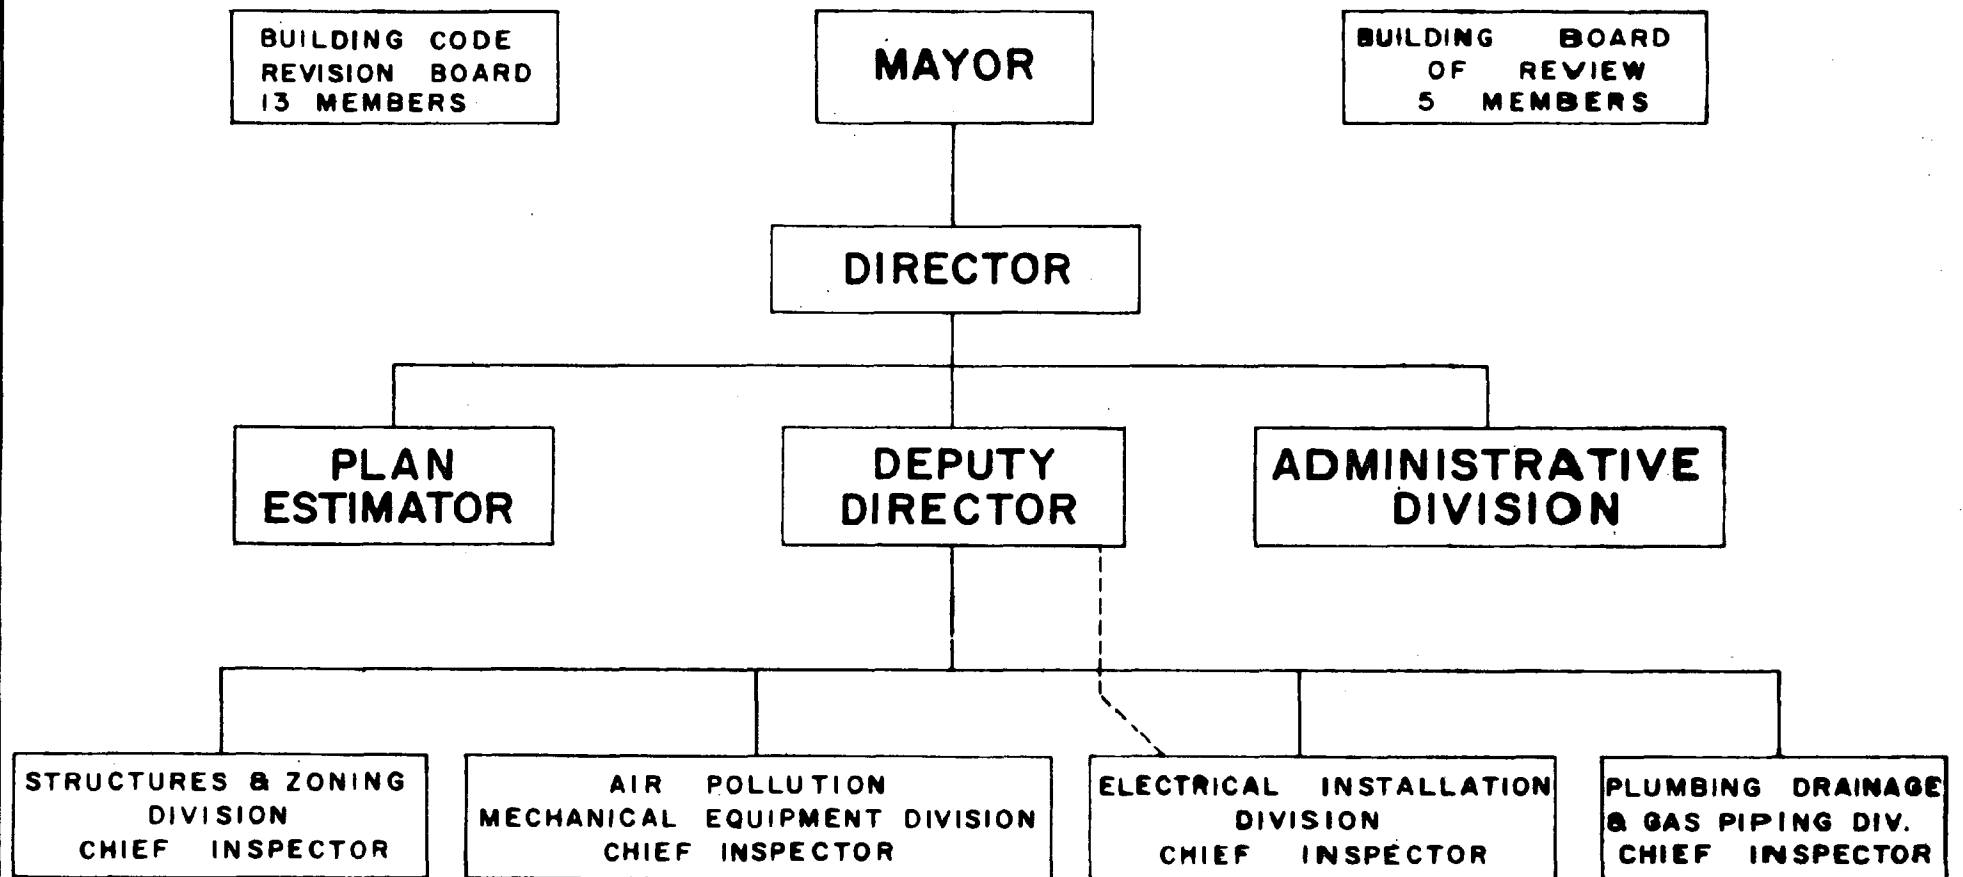 BUILDING CODE
REVISION BOARD
13 MEMBERS
MAYOR
BUILDING BOARD
OF REVIEW
5 MEMBERS
DIRECTOR
PLAN
ESTIMATOR
DEPUTY
DIRECTOR
ADMINISTRATIVE
DIVISION
STRUCTURES & ZONING
DIVISION
CHIEF INSPECTOR
AIR POLLUTION
MECHANICAL EQUIPMENT DIVISION
CHIEF INSPECTOR
ELECTRICAL INSTALLATION
DIVISION
CHIEF INSPECTOR
PLUMBING DRAINAGE
& GAS PIPING DIV.
CHIEF INSPECTOR